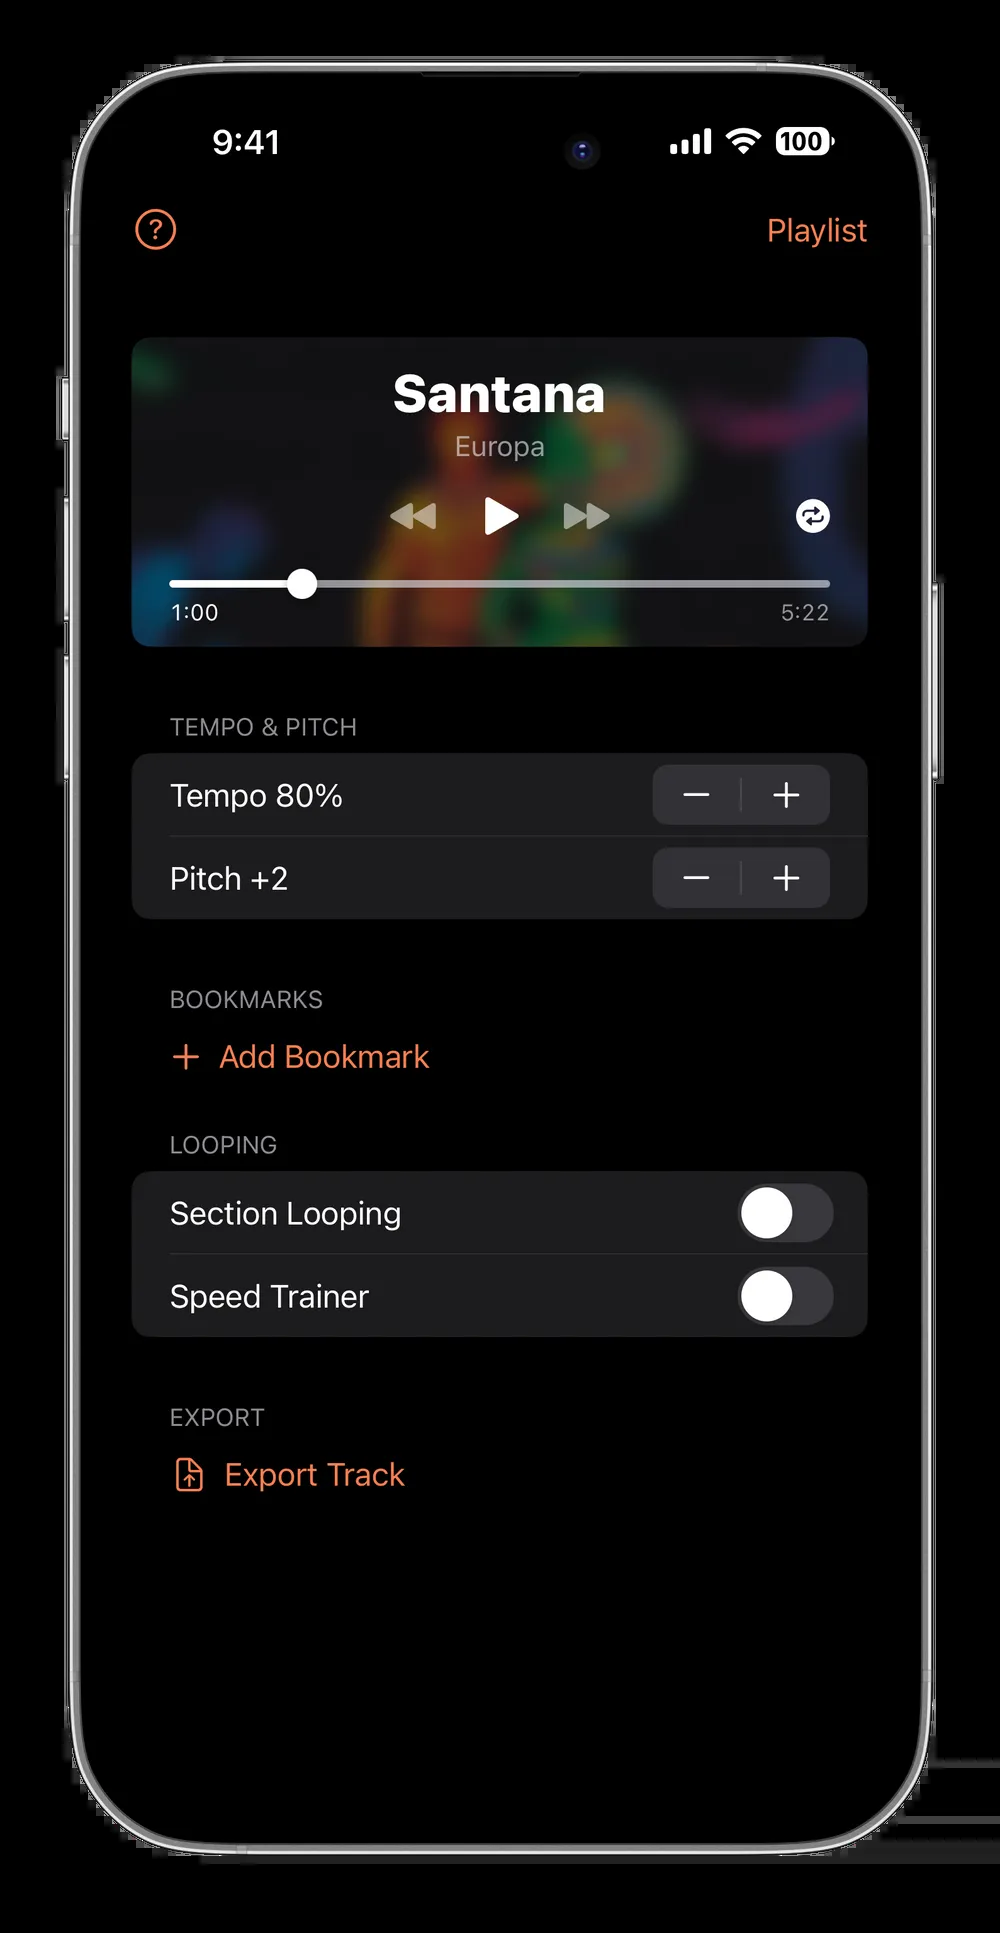 9:41
100
?
Playlist
Santana
Europa
1:00
5:22
TEMPO & PITCH
Tempo 80%
Pitch +2
BOOKMARKS
+ Add Bookmark
LOOPING
Section Looping
Speed Trainer
EXPORT
Export Track